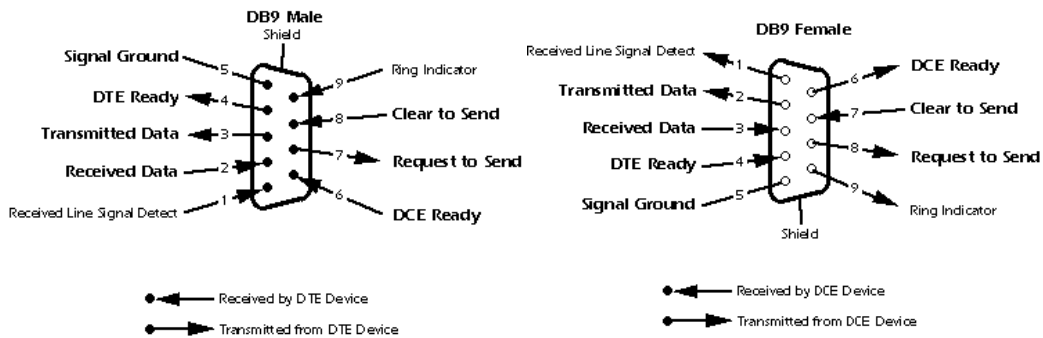 DB9 Male
Shield
Signal Ground
5
9
Ring Indicator
DTE Ready
4
8
Clear to Send
Transmitted Data
3
7
Request to Send
Received Data
2
6
DCE Ready
Received Line Signal Detect
1
Received by DTE Device
Transmitted from DTE Device
DB9 Female
Received Line Signal Detect
1
6
DCE Ready
Transmitted Data
2
7
Clear to Send
Received Data
3
8
Request to Send
DTE Ready
4
9
Ring Indicator
Signal Ground
5
Shield
Received by DCE Device
Transmitted from DCE Device